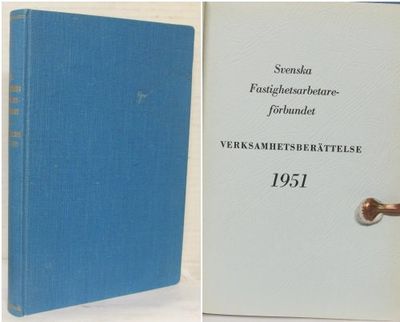 Svenska
Fastighetsarbetare-
förbundet
VERKSAMHETSBERÄTTELSE
1951